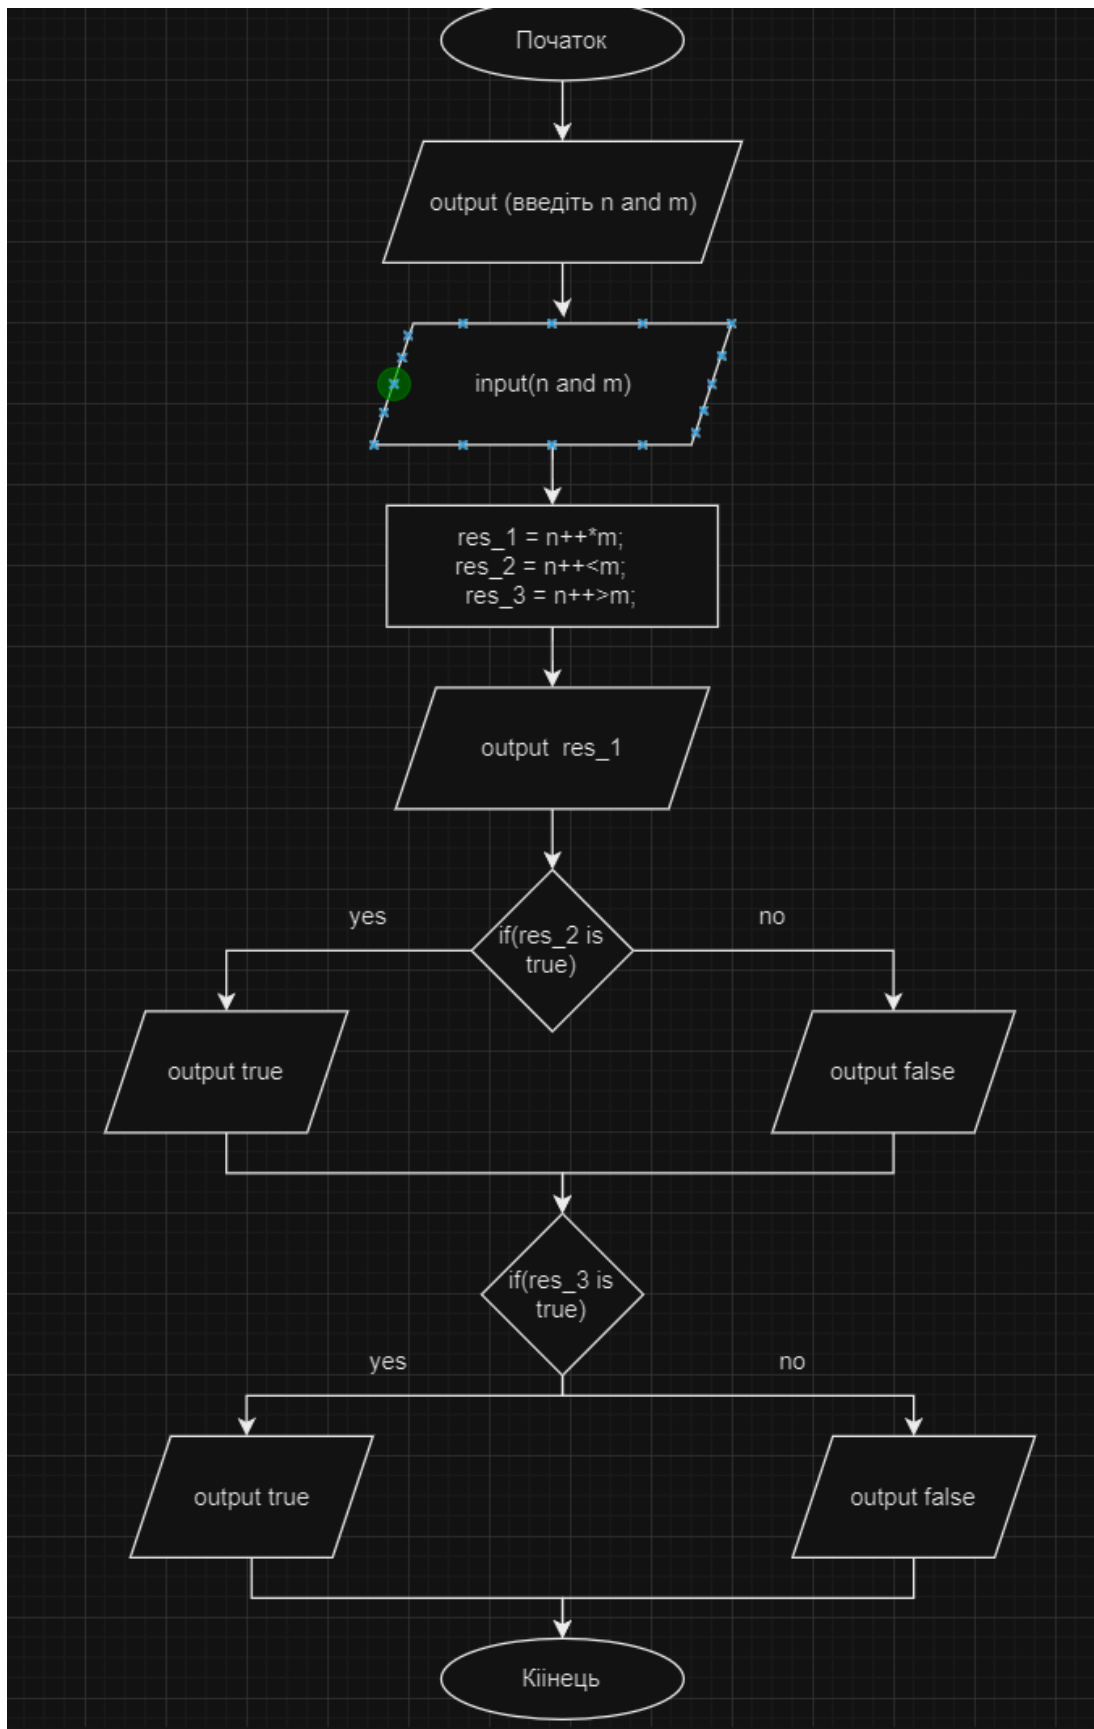 Початок
output (введіть n and m)
input(n and m)
res_1 = n++*m;
res_2 = n++<m;
res_3 = n++>m;
output res_1
yes
no
if(res_2 is
true)
output true
output false
if(res_3 is
true)
yes
no
output true
output false
Кіінець